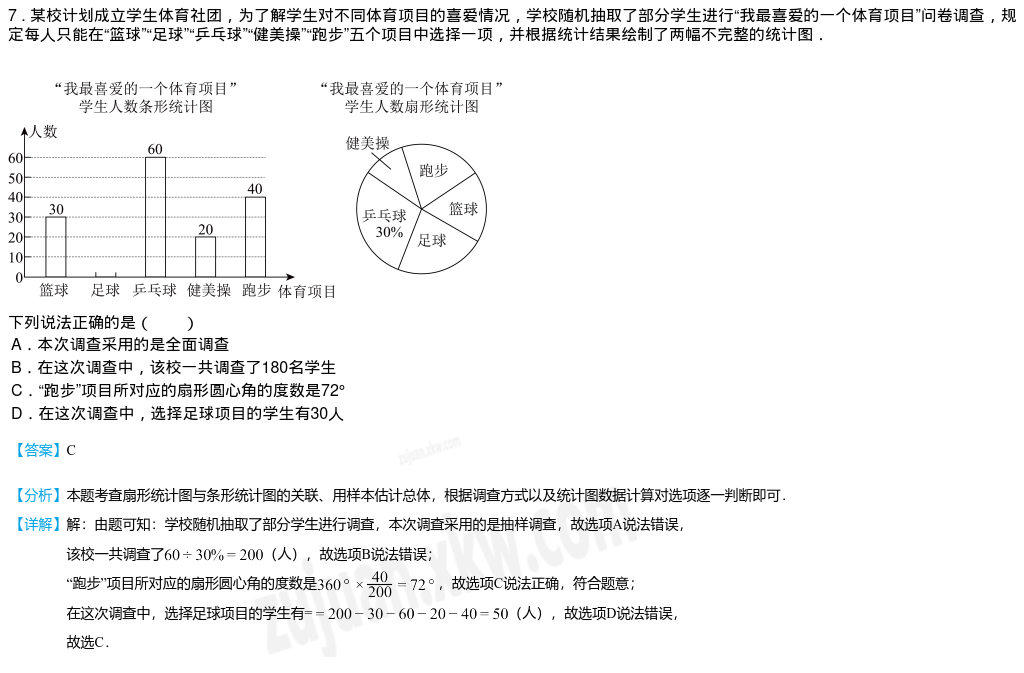 7．某校计划成立学生体育社团，为了解学生对不同体育项目的喜爱情况，学校随机抽取了部分学生进行“我最喜爱的一个体育项目”问卷调查，规
定每人只能在“篮球”“足球”“乒乓球”“健美操”“跑步”五个项目中选择一项，并根据统计结果绘制了两幅不完整的统计图．
“我最喜爱的一个体育项目”
学生人数条形统计图
人数
60
50
40
30
20
10
0
30
60
20
40
篮球 足球 乒乓球 健美操 跑步 体育项目
“我最喜爱的一个体育项目”
学生人数扇形统计图
健美操
跑步
篮球
乒乓球
30%
足球
下列说法正确的是（　　）
A．本次调查采用的是全面调查
B．在这次调查中，该校一共调查了180名学生
C．“跑步”项目所对应的扇形圆心角的度数是72°
D．在这次调查中，选择足球项目的学生有30人
【答案】C
【分析】本题考查扇形统计图与条形统计图的关联、用样本估计总体，根据调查方式以及统计图数据计算对选项逐一判断即可．
【详解】解：由题可知：学校随机抽取了部分学生进行调查，本次调查采用的是抽样调查，故选项A说法错误，
该校一共调查了60÷30%=200（人），故选项B说法错误；
“跑步”项目所对应的扇形圆心角的度数是360°×40/200=72°，故选项C说法正确，符合题意；
在这次调查中，选择足球项目的学生有==200−30−60−20−40=50（人），故选项D说法错误，
故选C．
zujuan.xkw.com
zujuan.xkw.com